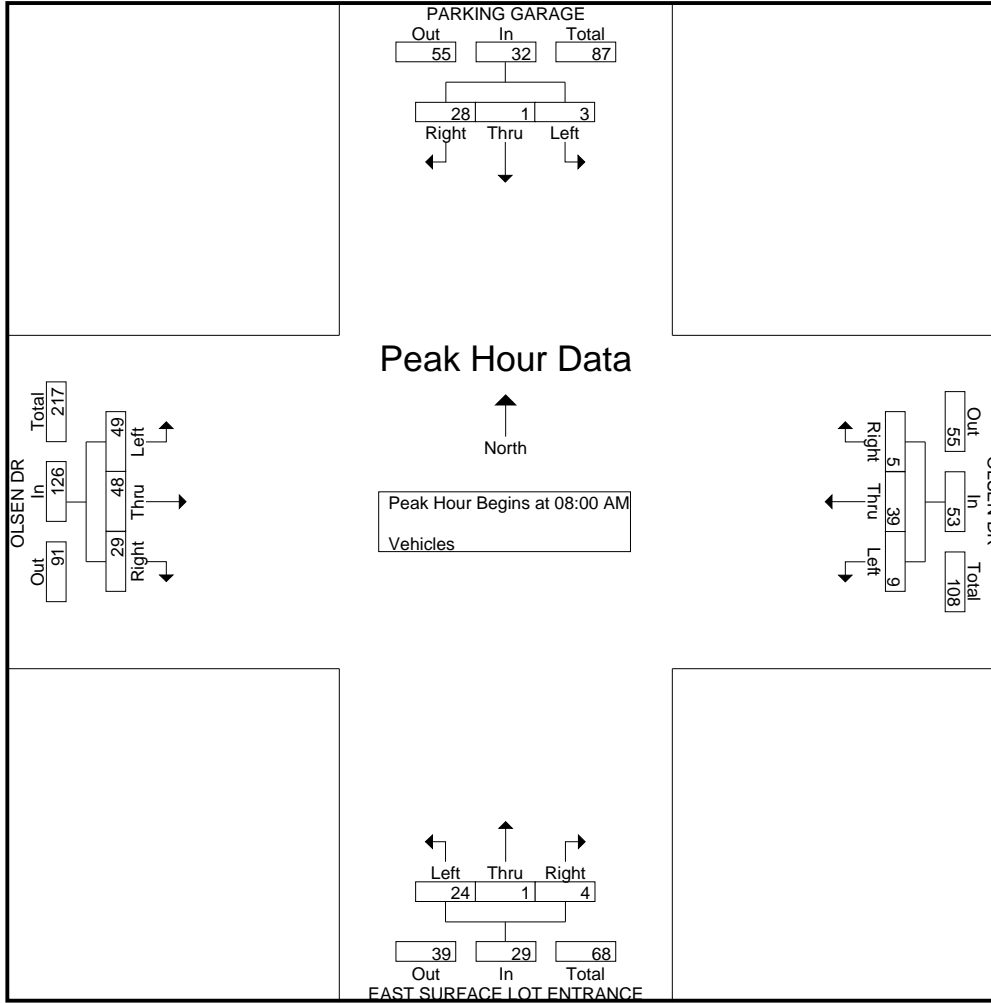 PARKING GARAGE
Out In Total
55 32 87
28 1 3
Right Thru Left
Peak Hour Data
North
Peak Hour Begins at 08:00 AM
Vehicles
OLSEN DR
Total In Out
217 126 91
49 48 29
Left Thru Right
Out In Total
55 53 108
5 39 9
Right Thru Left
Left Thru Right
24 1 4
39 29 68
Out In Total
EAST SURFACE LOT ENTRANCE